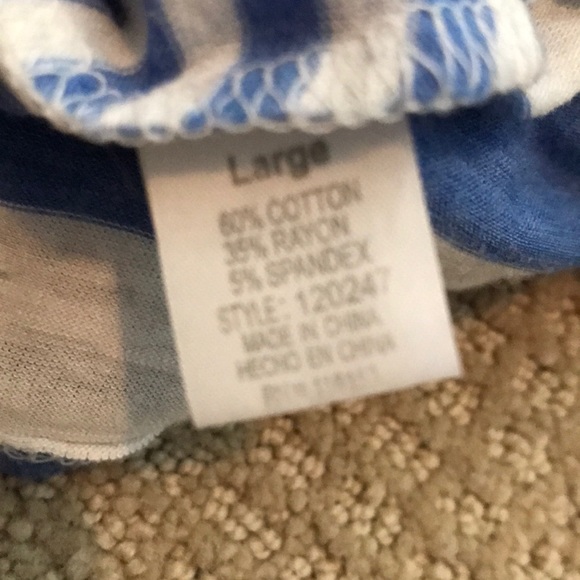 Large
60% COTTON
35% RAYON
5% SPANDEX
STYLE: 120247
MADE IN CHINA
HECHO EN CHINA